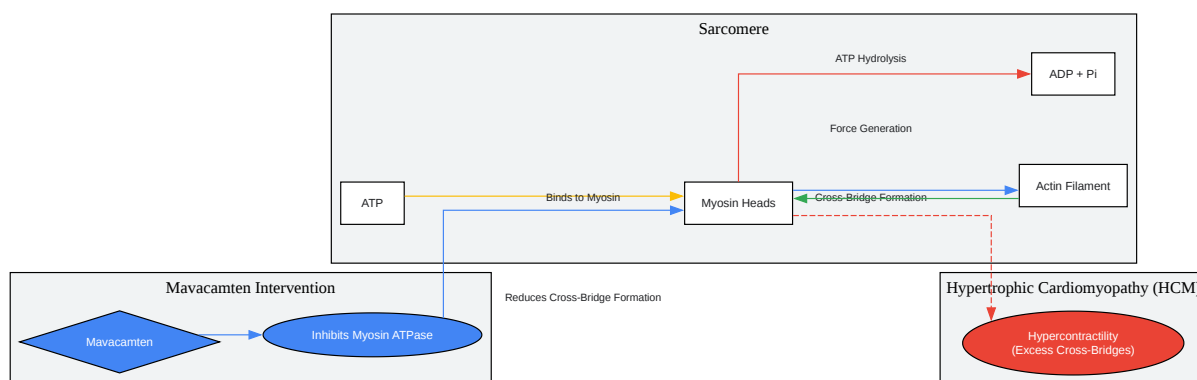 Sarcomere
ATP Hydrolysis
ADP + Pi
Force Generation
ATP
Binds to Myosin
Myosin Heads
Cross-Bridge Formation
Actin Filament
Mavacamten Intervention
Mavacamten
Inhibits Myosin ATPase
Reduces Cross-Bridge Formation
Hypertrophic Cardiomyopathy (HCM)
Hypercontractility
(Excess Cross-Bridges)